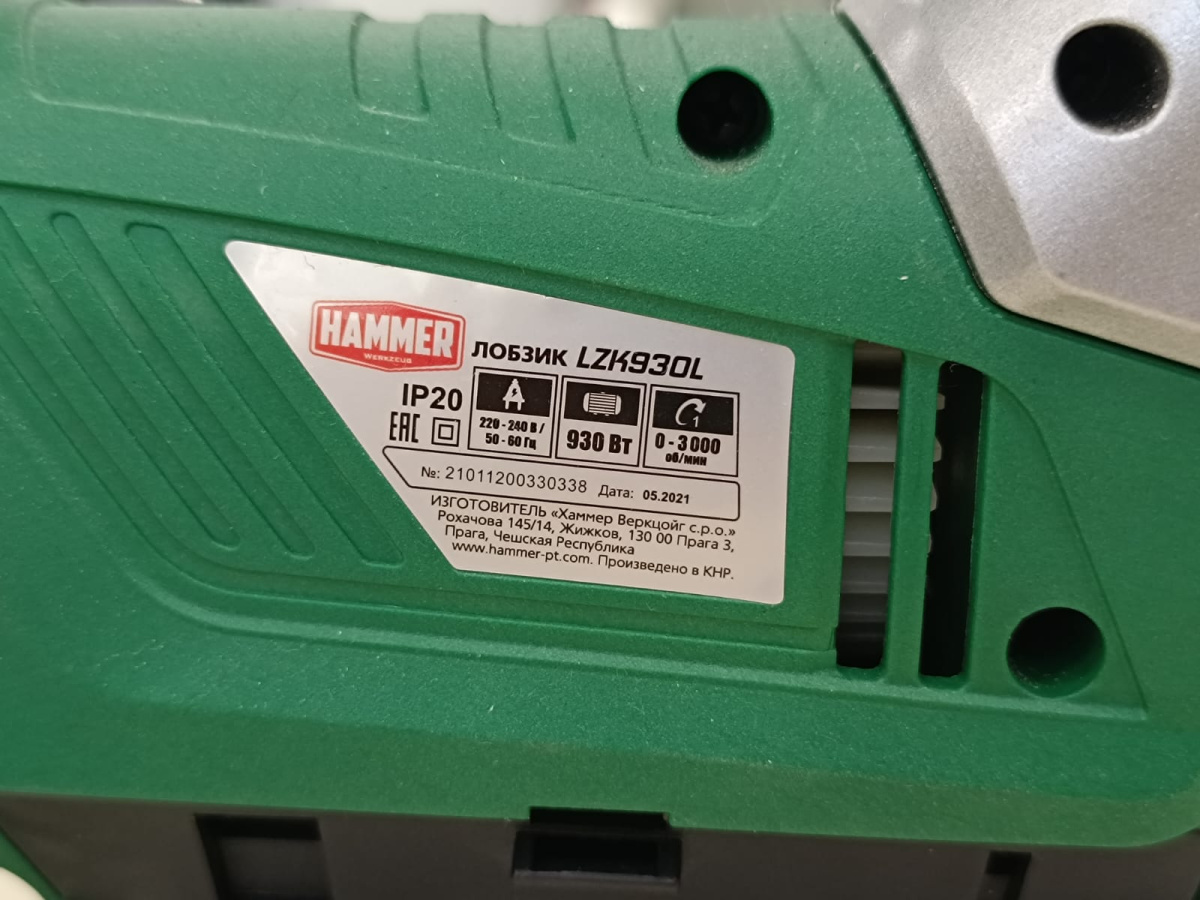 HAMMER
WERKZEUG
ЛОБЗИК LZK930L
IP20
EAC
220 - 240 В /
50 - 60 Гц
930 Вт
1
0 - 3000
об/мин
№: 21011200330338 Дата: 05.2021
ИЗГОТОВИТЕЛЬ «Хаммер Веркцойг с.р.о.»
Рохачова 145/14, Жижков, 130 00 Прага 3,
Прага, Чешская Республика
www.hammer-pt.com. Произведено в КНР.